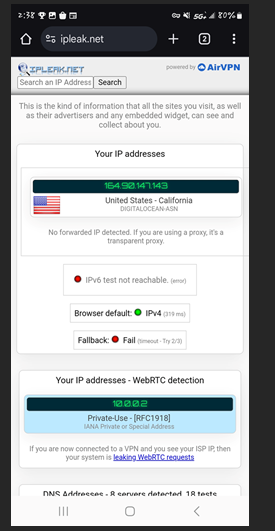 2:38
5G
80%
ipleak.net
2
IPLEAK.NET
powered by AirVPN
Search an IP Address Search
This is the kind of information that all the sites you visit, as well
as their advertisers and any embedded widget, can see and
collect about you.
Your IP addresses
164.90.147.143
United States - California
DIGITALOCEAN-ASN
No forwarded IP detected. If you are using a proxy, it's a
transparent proxy.
IPv6 test not reachable. (error)
Browser default: IPv4 (319 ms)
Fallback: Fail (timeout - Try 2/3)
Your IP addresses - WebRTC detection
10.0.0.2
Private-Use - [RFC1918]
IANA Private or Special Address
If you are now connected to a VPN and you see your ISP IP, then
your system is leaking WebRTC requests
DNS Addresses - 8 servers detected, 18 tests